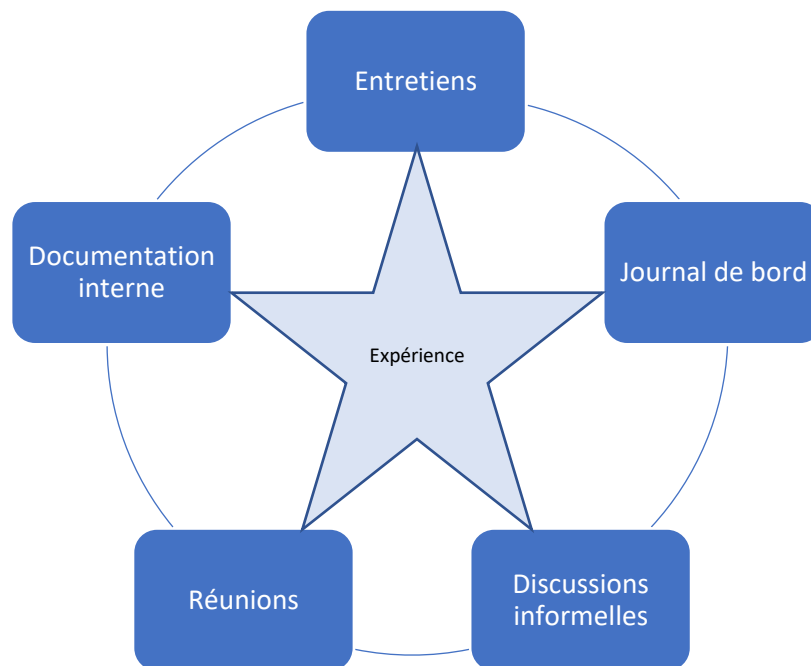 Entretiens
Documentation
interne
Journal de bord
Expérience
Réunions
Discussions
informelles